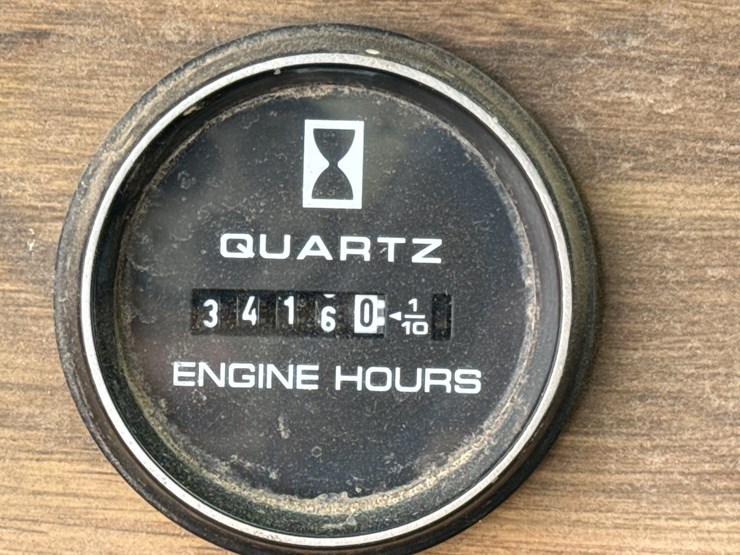 QUARTZ
3 4 1 6 0 ◄ 1/10
ENGINE HOURS